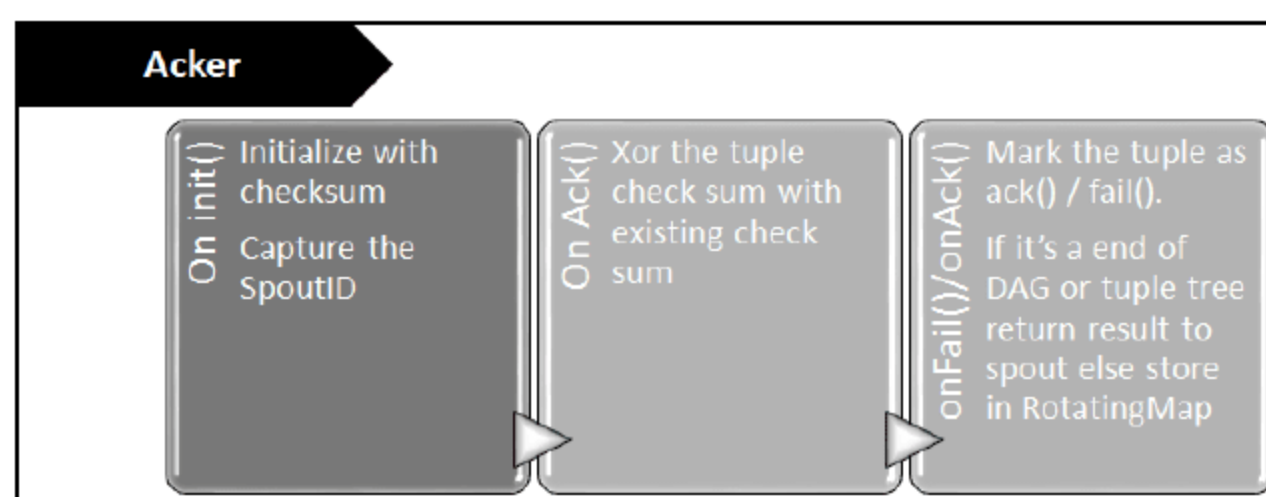 Acker
On init()
Initialize with
checksum
Capture the
SpoutID
On Ack()
Xor the tuple
check sum with
existing check
sum
onFail()/onAck()
Mark the tuple as
ack() / fail().
If it's a end of
DAG or tuple tree
return result to
spout else store
in RotatingMap